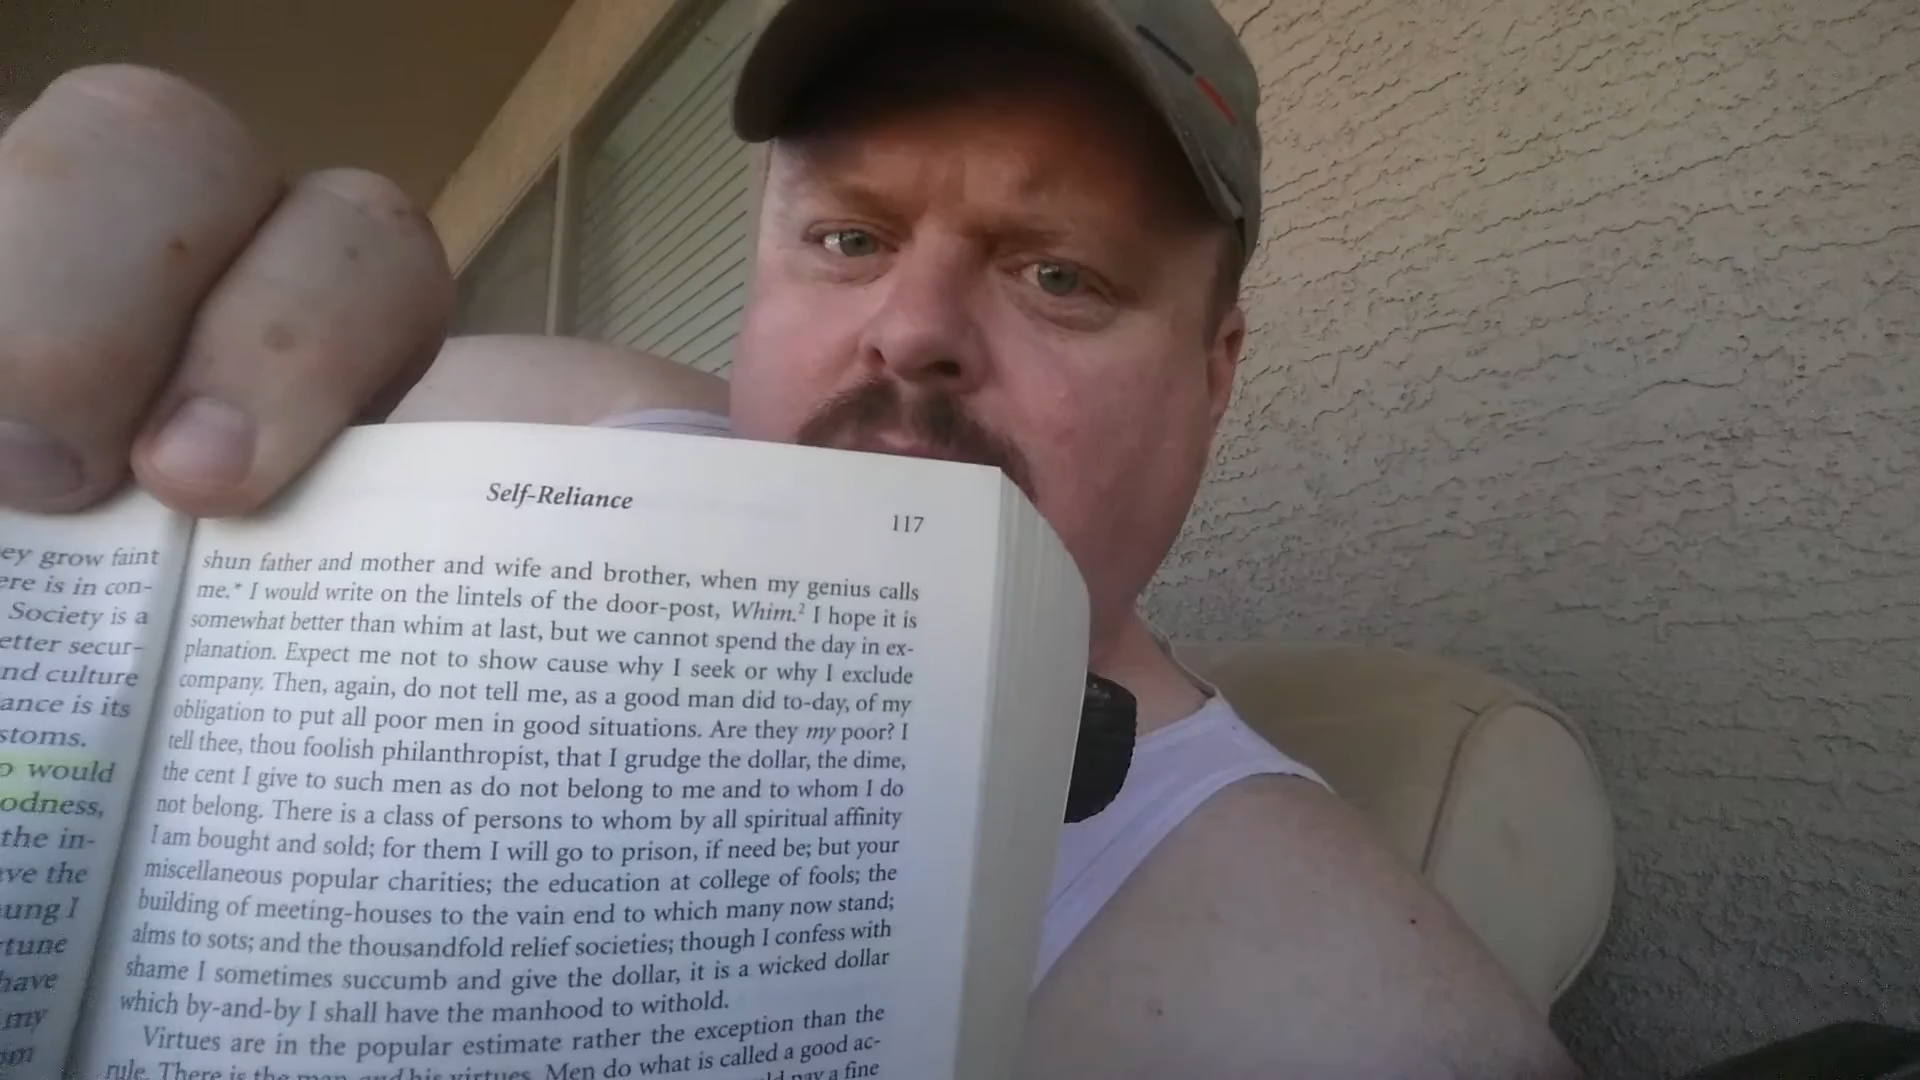 ey grow faint
ere is in con-
Society is a
etter secur-
nd culture
ance is its
stoms.
o would
odness,
the in-
ve the
ung I
tune
have
my
Self-Reliance
117
shun father and mother and wife and brother, when my genius calls
me.* I would write on the lintels of the door-post, Whim.² I hope it is
somewhat better than whim at last, but we cannot spend the day in ex-
planation. Expect me not to show cause why I seek or why I exclude
company. Then, again, do not tell me, as a good man did to-day, of my
obligation to put all poor men in good situations. Are they my poor? I
tell thee, thou foolish philanthropist, that I grudge the dollar, the dime,
the cent I give to such men as do not belong to me and to whom I do
not belong. There is a class of persons to whom by all spiritual affinity
I am bought and sold; for them I will go to prison, if need be; but your
miscellaneous popular charities; the education at college of fools; the
building of meeting-houses to the vain end to which many now stand;
alms to sots; and the thousandfold relief societies; though I confess with
shame I sometimes succumb and give the dollar, it is a wicked dollar
which by-and-by I shall have the manhood to withold.
Virtues are in the popular estimate rather the exception than the
rule. There is the man and his virtues. Men do what is called a good ac-
pay a fine